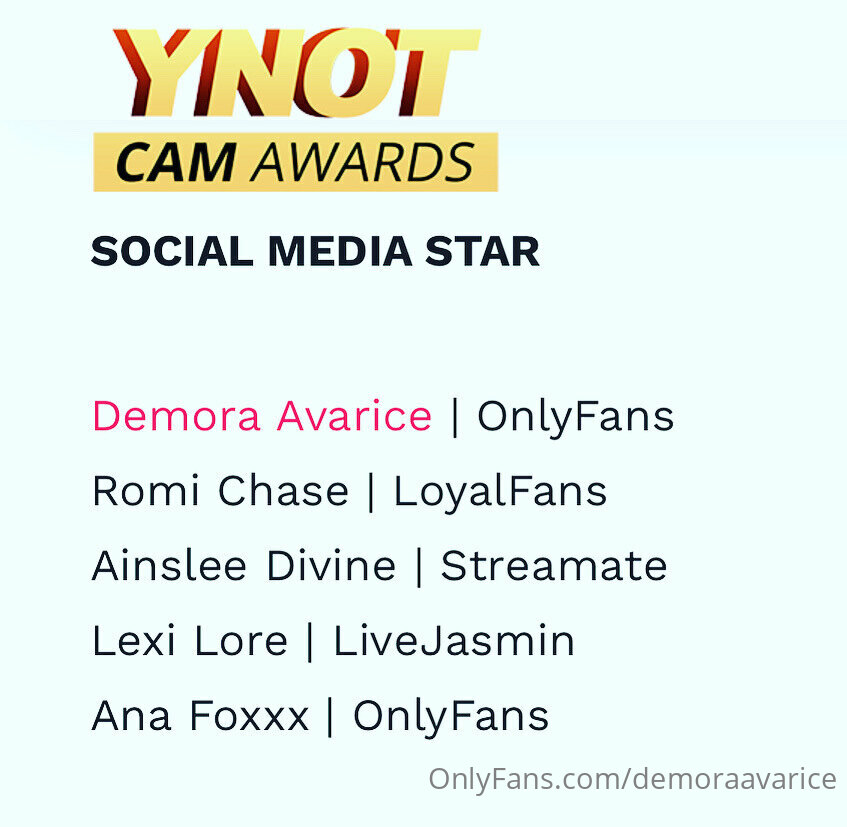 YNOT
CAM AWARDS
SOCIAL MEDIA STAR
Demora Avarice | OnlyFans
Romi Chase | LoyalFans
Ainslee Divine | Streamate
Lexi Lore | LiveJasmin
Ana Foxxx | OnlyFans
OnlyFans.com/demoraavarice